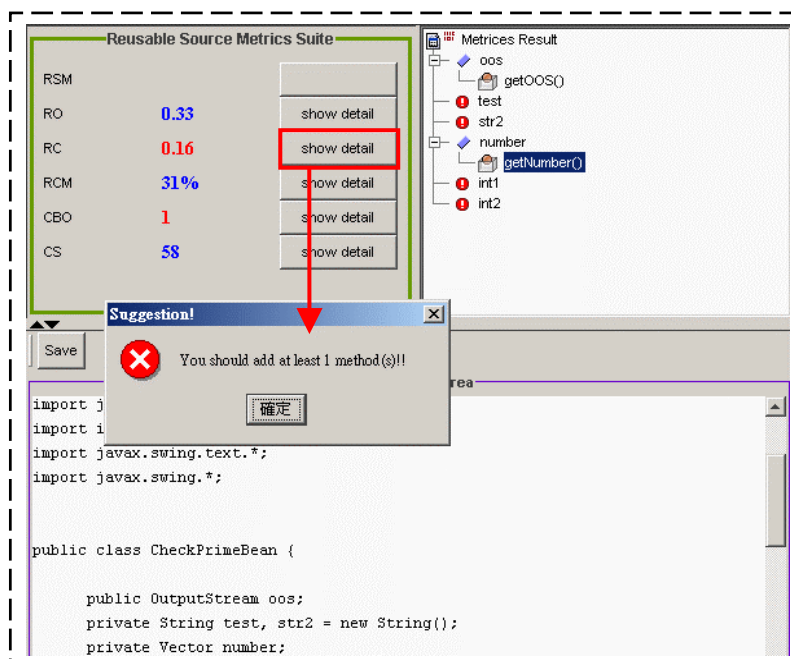 Reusable Source Metrics Suite
RSM
RO 0.33 show detail
RC 0.16 show detail
RCM 31% show detail
CBO 1 show detail
CS 58 show detail
Metrices Result
oos
getOOS()
test
str2
number
getNumber()
int1
int2
Suggestion!
You should add at least 1 method(s)!!
確定
Save
rea
import j
import i
import javax.swing.text.*;
import javax.swing.*;
public class CheckPrimeBean {
public OutputStream oos;
private String test, str2 = new String();
private Vector number;